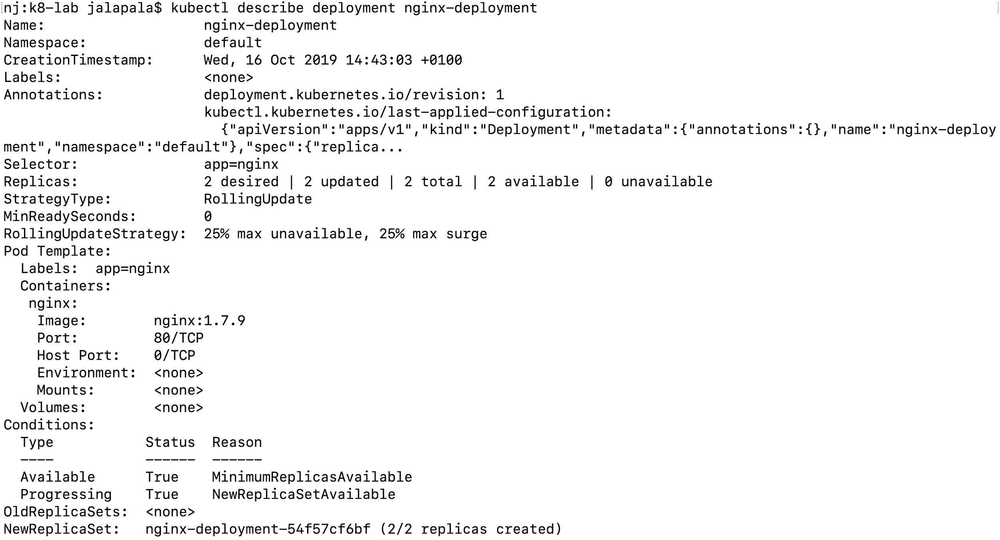 nj:k8-lab jalapala$ kubectl describe deployment nginx-deployment
Name:                   nginx-deployment
Namespace:              default
CreationTimestamp:      Wed, 16 Oct 2019 14:43:03 +0100
Labels:                 <none>
Annotations:            deployment.kubernetes.io/revision: 1
                        kubectl.kubernetes.io/last-applied-configuration:
                          {"apiVersion":"apps/v1","kind":"Deployment","metadata":{"annotations":{},"name":"nginx-deploy
ment","namespace":"default"},"spec":{"replica...
Selector:               app=nginx
Replicas:               2 desired | 2 updated | 2 total | 2 available | 0 unavailable
StrategyType:           RollingUpdate
MinReadySeconds:        0
RollingUpdateStrategy:  25% max unavailable, 25% max surge
Pod Template:
  Labels:  app=nginx
  Containers:
   nginx:
    Image:        nginx:1.7.9
    Port:         80/TCP
    Host Port:    0/TCP
    Environment:  <none>
    Mounts:       <none>
  Volumes:        <none>
Conditions:
  Type           Status  Reason
  ----           ------  ------
  Available      True    MinimumReplicasAvailable
  Progressing    True    NewReplicaSetAvailable
OldReplicaSets:  <none>
NewReplicaSet:   nginx-deployment-54f57cf6bf (2/2 replicas created)